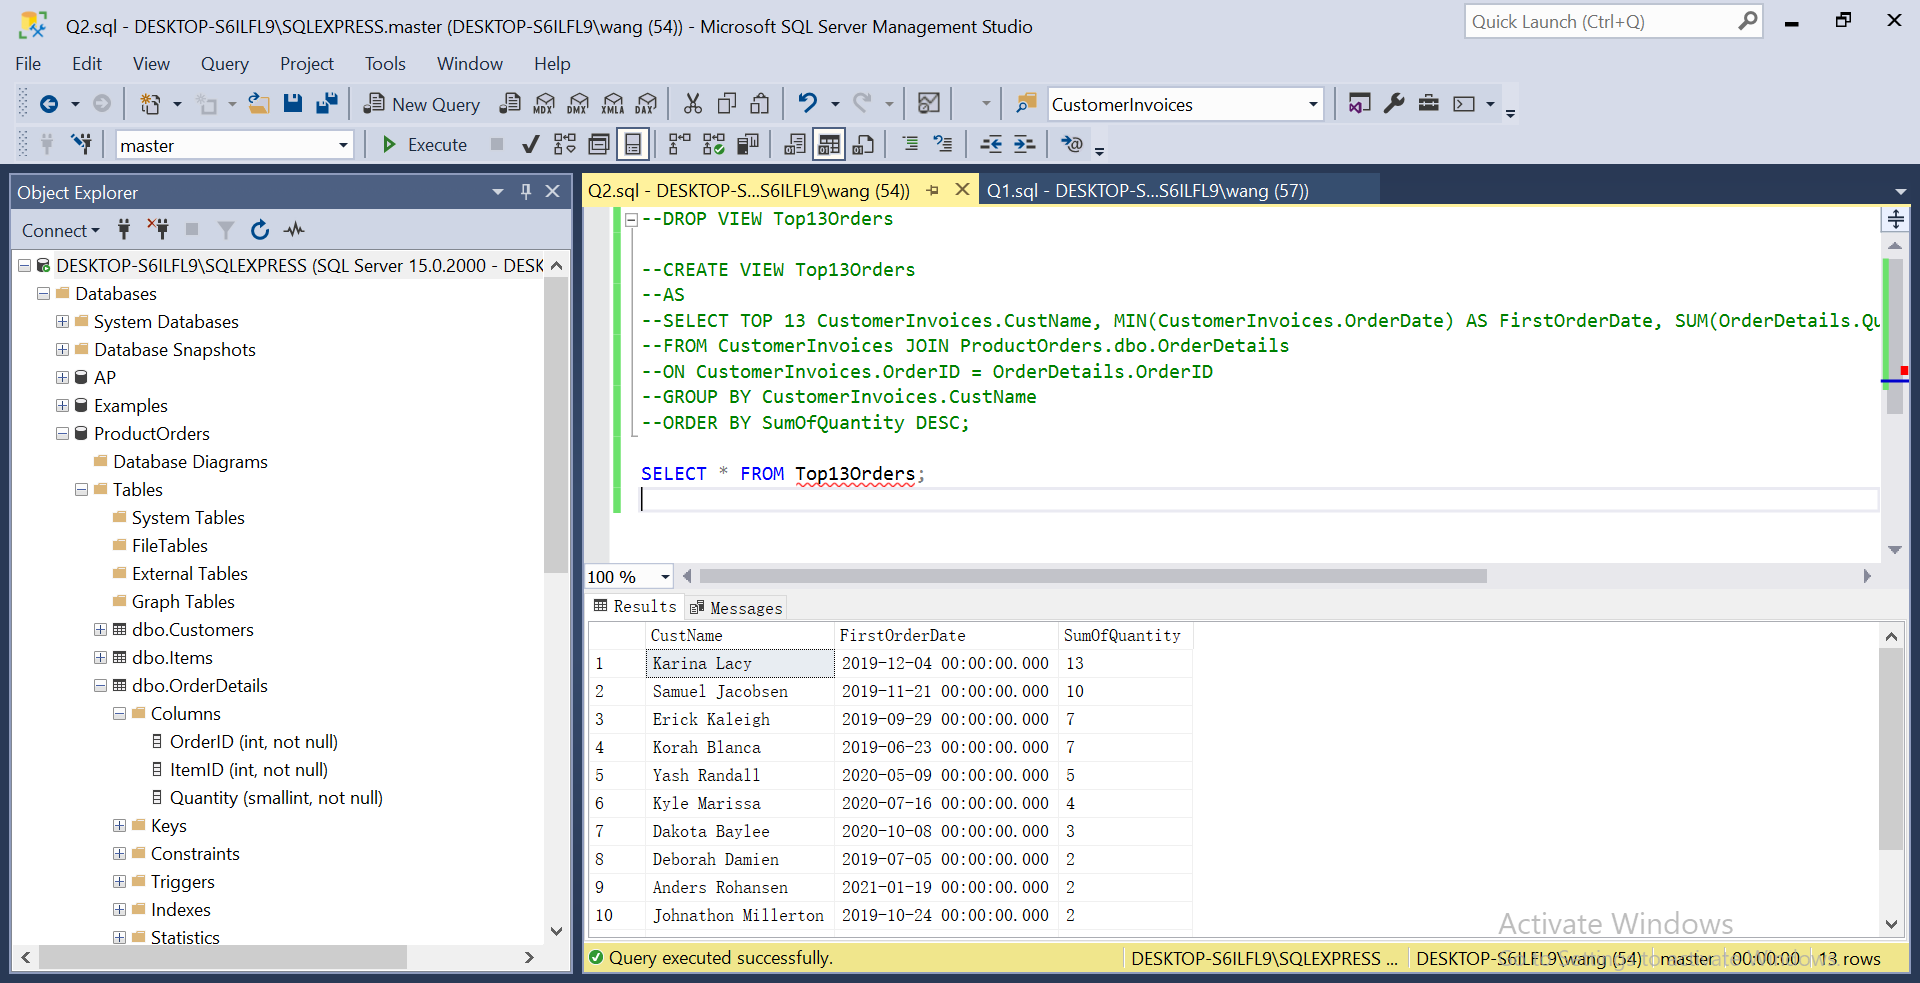 Q2.sql - DESKTOP-S6ILFL9\SQLEXPRESS.master (DESKTOP-S6ILFL9\wang (54)) - Microsoft SQL Server Management Studio
Quick Launch (Ctrl+Q)
File Edit View Query Project Tools Window Help
New Query MDX DMX XMLA DAX CustomerInvoices
master Execute
Object Explorer
Connect
DESKTOP-S6ILFL9\SQLEXPRESS (SQL Server 15.0.2000 - DESK
Databases
System Databases
Database Snapshots
AP
Examples
ProductOrders
Database Diagrams
Tables
System Tables
FileTables
External Tables
Graph Tables
dbo.Customers
dbo.Items
dbo.OrderDetails
Columns
OrderID (int, not null)
ItemID (int, not null)
Quantity (smallint, not null)
Keys
Constraints
Triggers
Indexes
Statistics
Q2.sql - DESKTOP-S...S6ILFL9\wang (54)) Q1.sql - DESKTOP-S...S6ILFL9\wang (57))
--DROP VIEW Top13Orders
--CREATE VIEW Top13Orders
--AS
--SELECT TOP 13 CustomerInvoices.CustName, MIN(CustomerInvoices.OrderDate) AS FirstOrderDate, SUM(OrderDetails.Qu
--FROM CustomerInvoices JOIN ProductOrders.dbo.OrderDetails
--ON CustomerInvoices.OrderID = OrderDetails.OrderID
--GROUP BY CustomerInvoices.CustName
--ORDER BY SumOfQuantity DESC;
SELECT * FROM Top13Orders;
100 %
Results Messages
CustName FirstOrderDate SumOfQuantity
1 Karina Lacy 2019-12-04 00:00:00.000 13
2 Samuel Jacobsen 2019-11-21 00:00:00.000 10
3 Erick Kaleigh 2019-09-29 00:00:00.000 7
4 Korah Blanca 2019-06-23 00:00:00.000 7
5 Yash Randall 2020-05-09 00:00:00.000 5
6 Kyle Marissa 2020-07-16 00:00:00.000 4
7 Dakota Baylee 2020-10-08 00:00:00.000 3
8 Deborah Damien 2019-07-05 00:00:00.000 2
9 Anders Rohansen 2021-01-19 00:00:00.000 2
10 Johnathon Millerton 2019-10-24 00:00:00.000 2
Activate Windows
Go to Settings to activate Windows.
Query executed successfully. DESKTOP-S6ILFL9\SQLEXPRESS ... DESKTOP-S6ILFL9\wang (54) master 00:00:00 13 rows